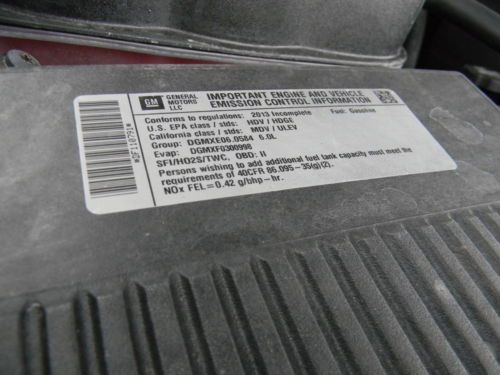 GM
GENERAL MOTORS LLC
IMPORTANT ENGINE AND VEHICLE
EMISSION CONTROL INFORMATION
Conforms to regulations: 2013 Incomplete Fuel: Gasoline
U.S. EPA class / stds: HDV / HDGE
California class / stds: MDV / ULEV
Group: DGMXE06.0584 6.0L
Evap: DGMXF0300998
SFI/HO2S/TWC, OBD: II
Persons wishing to add additional fuel tank capacity must meet the
requirements of 40CFR 86.095-35(g)(2).
NOx FEL=0.42 g/bhp-hr.